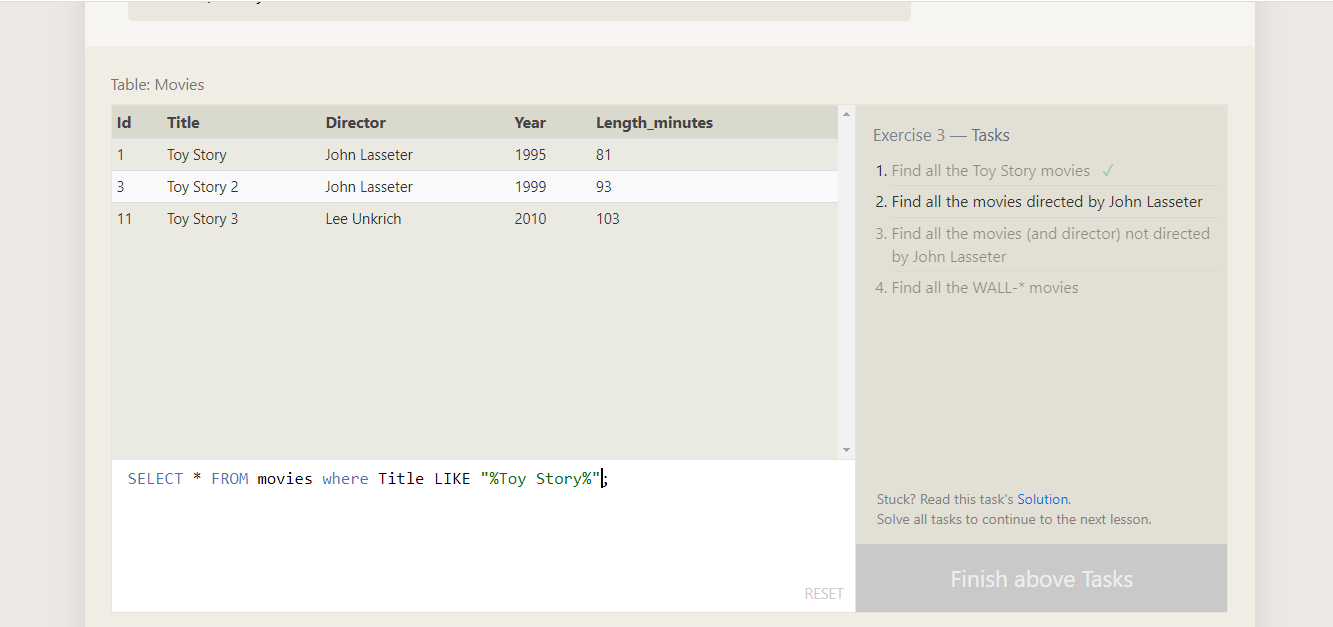 Table: Movies
Id Title Director Year Length_minutes
1 Toy Story John Lasseter 1995 81
3 Toy Story 2 John Lasseter 1999 93
11 Toy Story 3 Lee Unkrich 2010 103
SELECT * FROM movies where Title LIKE "%Toy Story%";
RESET
Exercise 3 — Tasks
1. Find all the Toy Story movies ✓
2. Find all the movies directed by John Lasseter
3. Find all the movies (and director) not directed
by John Lasseter
4. Find all the WALL-* movies
Stuck? Read this task's Solution.
Solve all tasks to continue to the next lesson.
Finish above Tasks